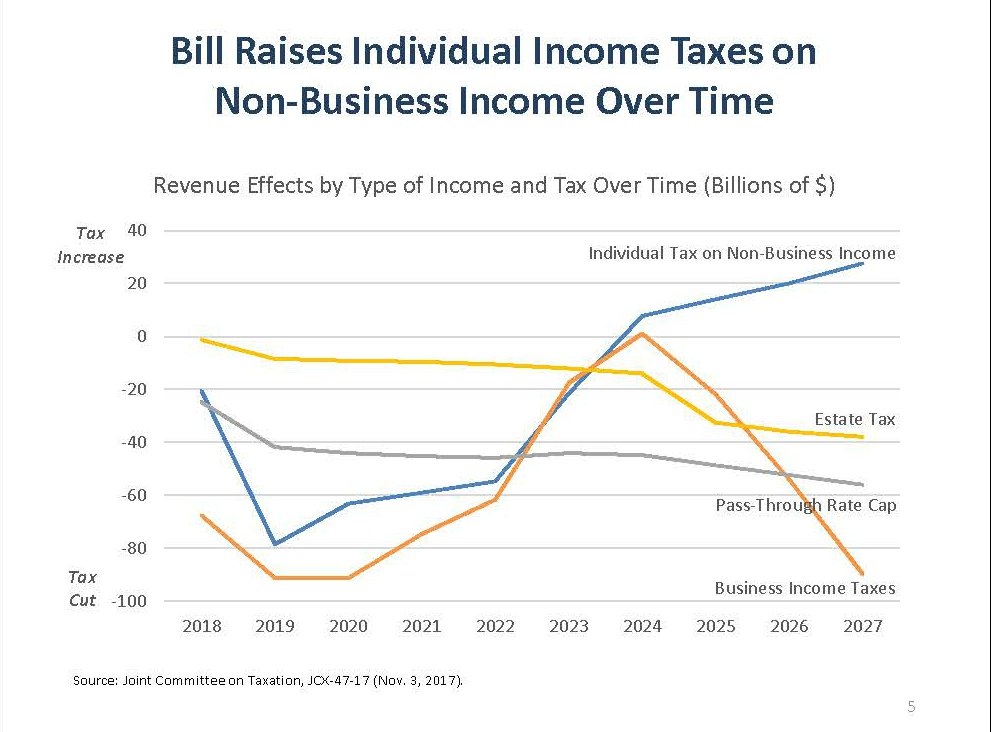 Bill Raises Individual Income Taxes on
Non-Business Income Over Time
Revenue Effects by Type of Income and Tax Over Time (Billions of $)
Tax
Increase
40
Individual Tax on Non-Business Income
20
0
-20
Estate Tax
-40
-60
Pass-Through Rate Cap
-80
Tax
Cut
Business Income Taxes
-100
2018 2019 2020 2021 2022 2023 2024 2025 2026 2027
Source: Joint Committee on Taxation, JCX-47-17 (Nov. 3, 2017).
5